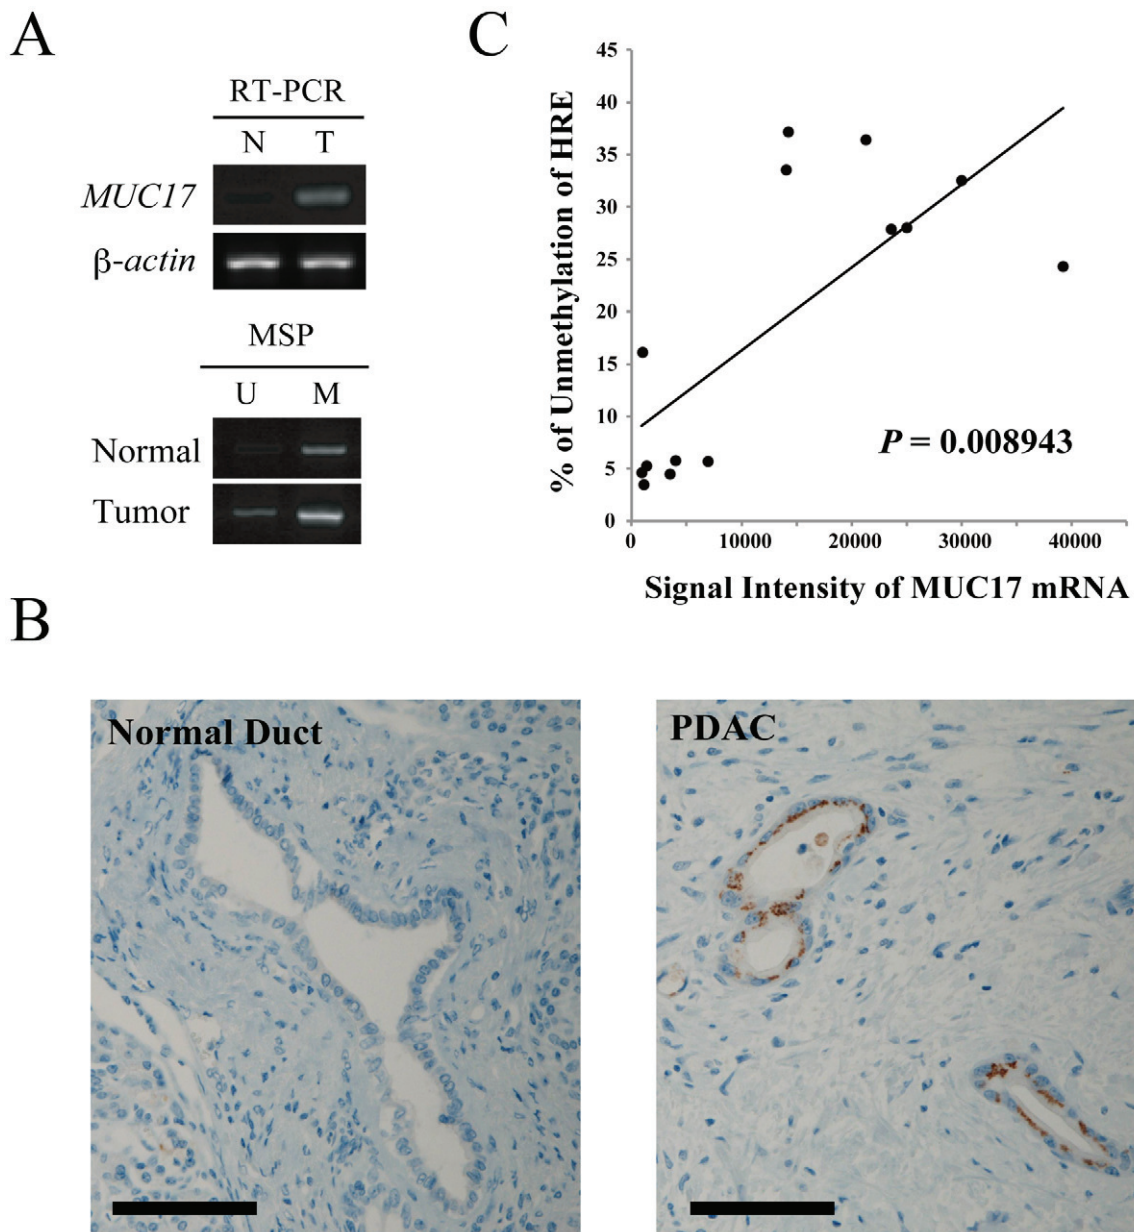 A
RT-PCR
N T
MUC17
β-actin
MSP
U M
Normal
Tumor
C
% of Unmethylation of HRE
45
40
35
30
25
20
15
10
5
0
P = 0.008943
0 10000 20000 30000 40000
Signal Intensity of MUC17 mRNA
B
Normal Duct
PDAC